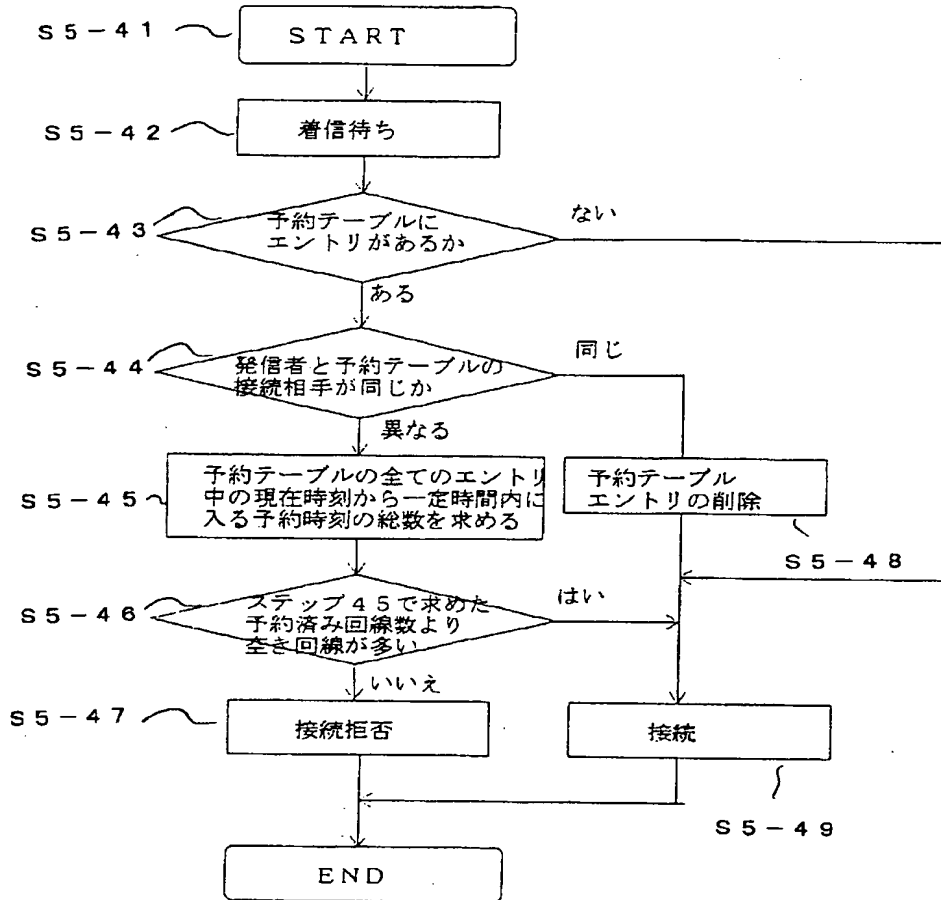 S5-41
START
S5-42
着信待ち
S5-43
予約テーブルに
エントリがあるか
ない
ある
S5-44
発信者と予約テーブルの
接続相手が同じか
同じ
異なる
S5-45
予約テーブルの全てのエントリ
中の現在時刻から一定時間内に
入る予約時刻の総数を求める
予約テーブル
エントリの削除
S5-48
S5-46
ステップ45で求めた
予約済み回線数より
空き回線が多い
はい
いいえ
S5-47
接続拒否
接続
S5-49
END